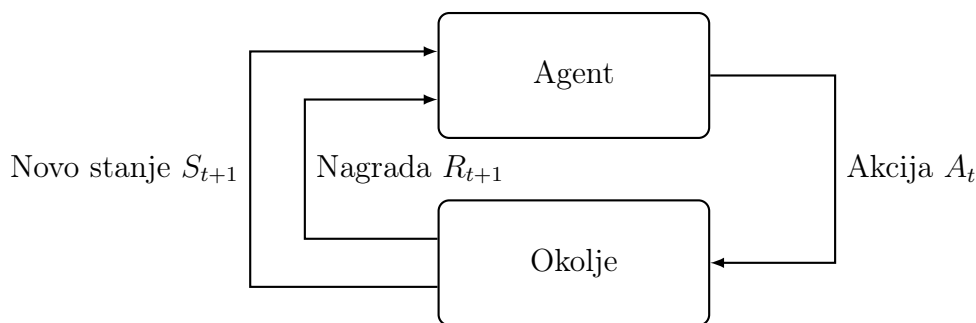 Agent
Novo stanje $S_{t+1}$
Nagrada $R_{t+1}$
Akcija $A_t$
Okolje